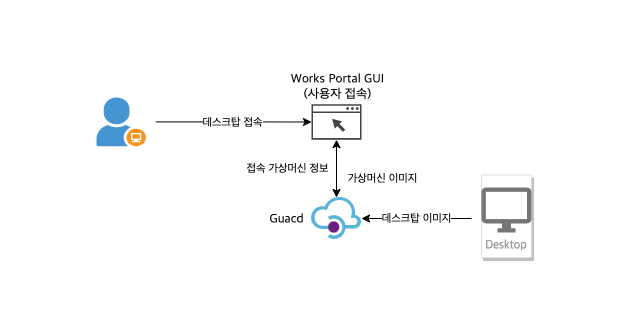 Works Portal GUI
(사용자 접속)
데스크탑 접속
접속 가상머신 정보
가상머신 이미지
Guacd
데스크탑 이미지
Desktop